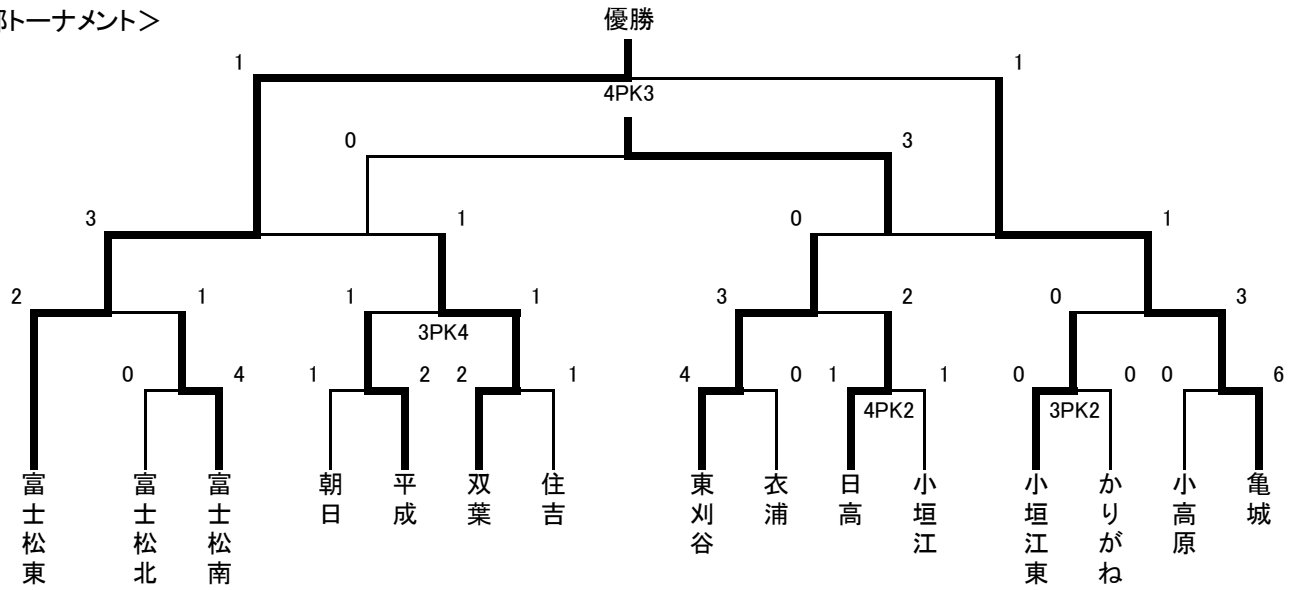 部トーナメント＞
優勝
1
1
4PK3
0
3
3
1
0
1
2
1
1
1
3
2
0
3
3PK4
0
4
1
2
2
1
4
0
1
1
0
0
0
6
4PK2
3PK2
富士松東
富士松北
富士松南
朝日
平成
双葉
住吉
東刈谷
衣浦
日高
小垣江
小垣江東
かりがね
小高原
亀城